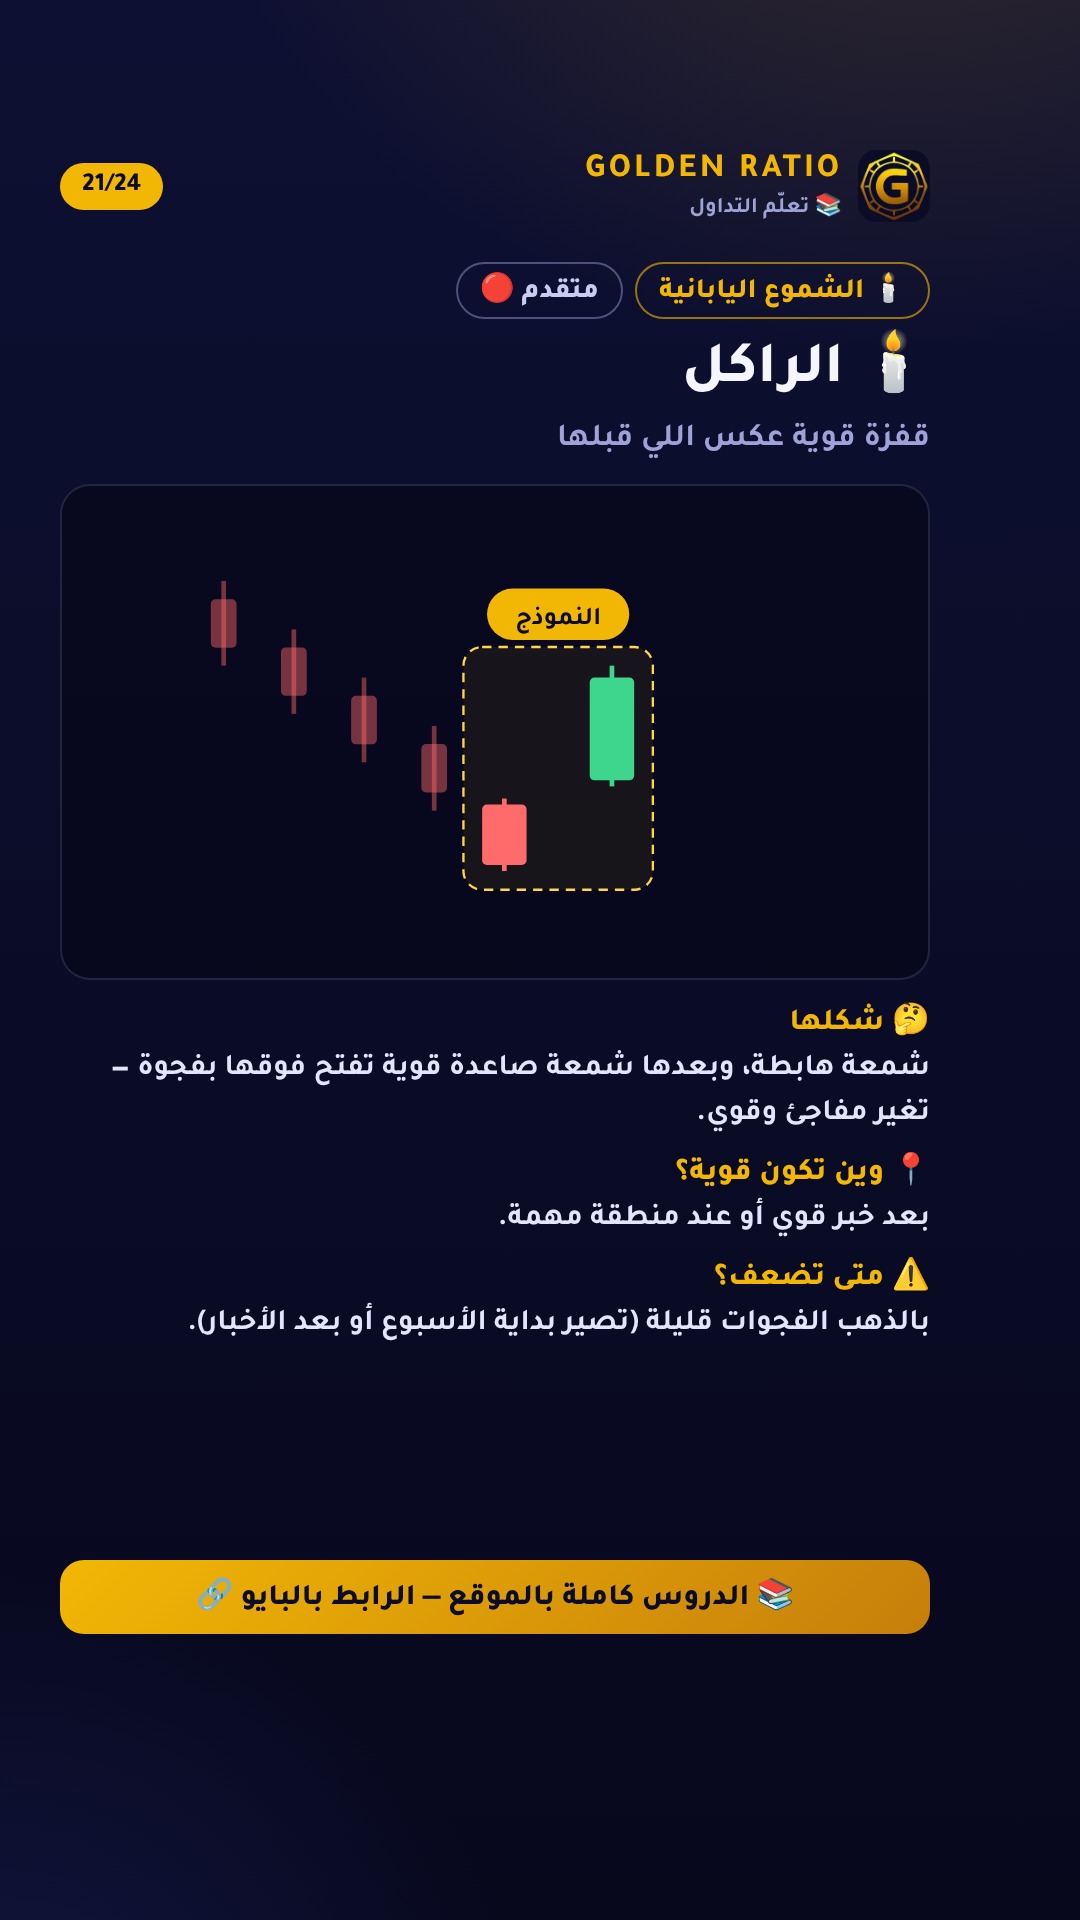 GOLDEN RATIO
📚 تعلّم التداول
21/24
🕯️ الشموع اليابانية
متقدم 🔴
🕯️ الراكل
قفزة قوية عكس اللي قبلها
النموذج
🤔 شكلها
شمعة هابطة، وبعدها شمعة صاعدة قوية تفتح فوقها بفجوة –
تغير مفاجئ وقوي.
📍 وين تكون قوية؟
بعد خبر قوي أو عند منطقة مهمة.
⚠️ متى تضعف؟
بالذهب الفجوات قليلة (تصير بداية الأسبوع أو بعد الأخبار).
📚 الدروس كاملة بالموقع – الرابط بالبايو 🔗